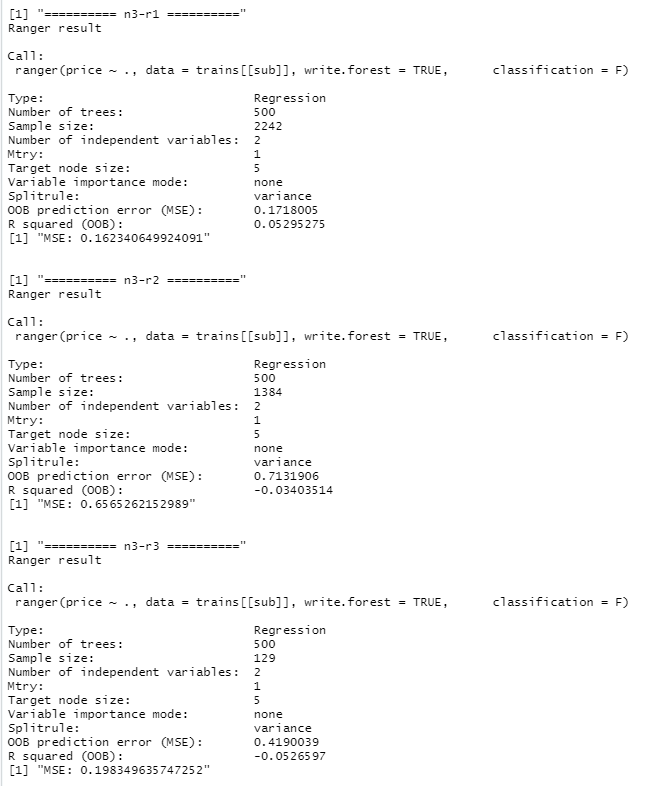 [1] "========== n3-r1 =========="
Ranger result
Call:
ranger(price ~ ., data = trains[[sub]], write.forest = TRUE,      classification = F)
Type:                             Regression
Number of trees:                  500
Sample size:                      2242
Number of independent variables:  2
Mtry:                             1
Target node size:                 5
Variable importance mode:         none
Splitrule:                        variance
OOB prediction error (MSE):       0.1718005
R squared (OOB):                  0.05295275
[1] "MSE: 0.162340649924091"
[1] "========== n3-r2 =========="
Ranger result
Call:
ranger(price ~ ., data = trains[[sub]], write.forest = TRUE,      classification = F)
Type:                             Regression
Number of trees:                  500
Sample size:                      1384
Number of independent variables:  2
Mtry:                             1
Target node size:                 5
Variable importance mode:         none
Splitrule:                        variance
OOB prediction error (MSE):       0.7131906
R squared (OOB):                  -0.03403514
[1] "MSE: 0.6565262152989"
[1] "========== n3-r3 =========="
Ranger result
Call:
ranger(price ~ ., data = trains[[sub]], write.forest = TRUE,      classification = F)
Type:                             Regression
Number of trees:                  500
Sample size:                      129
Number of independent variables:  2
Mtry:                             1
Target node size:                 5
Variable importance mode:         none
Splitrule:                        variance
OOB prediction error (MSE):       0.4190039
R squared (OOB):                  -0.0526597
[1] "MSE: 0.198349635747252"